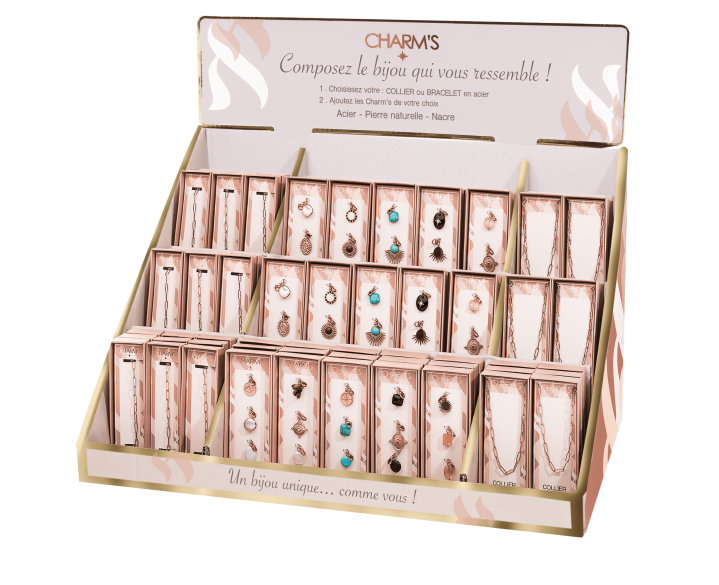 CHARM'S
Composez le bijou qui vous ressemble !
1 . Choisissez votre : COLLIER ou BRACELET en acier
2 . Ajoutez les Charm's de votre choix
Acier - Pierre naturelle - Nacre
COLLIER
COLLIER
Un bijou unique... comme vous !